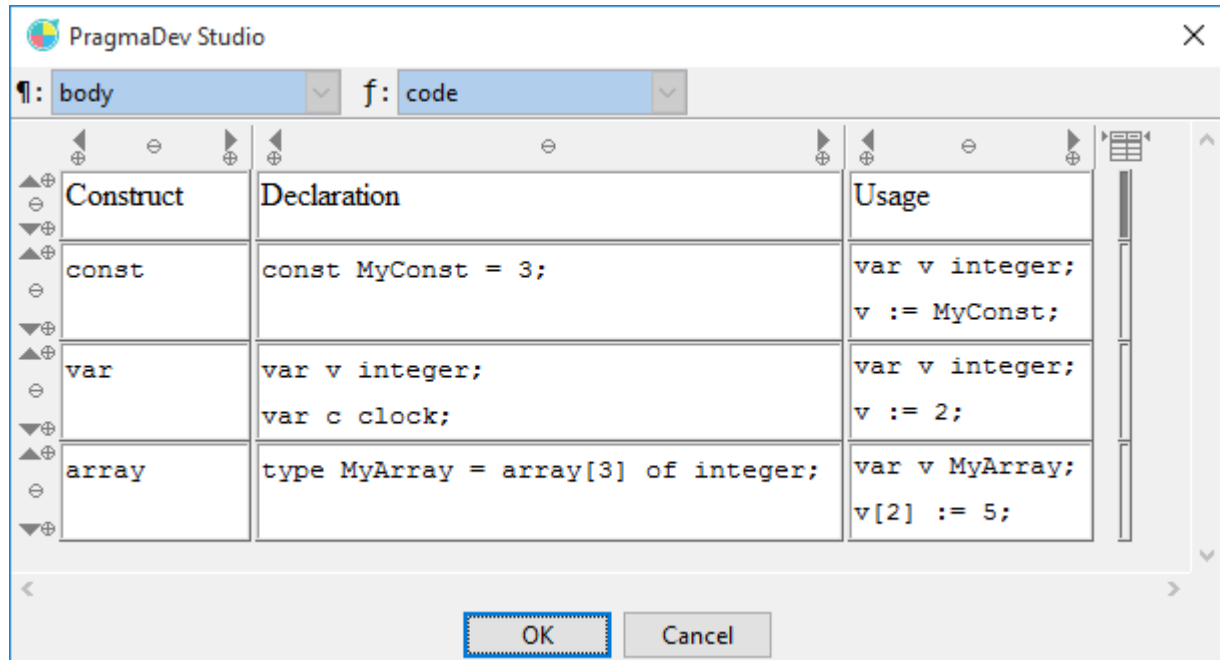 PragmaDev Studio
¶: body ƒ: code
Construct Declaration Usage
const const MyConst = 3; var v integer;
v := MyConst;
var var v integer; var v integer;
var c clock; v := 2;
array type MyArray = array[3] of integer; var v MyArray;
v[2] := 5;
OK Cancel